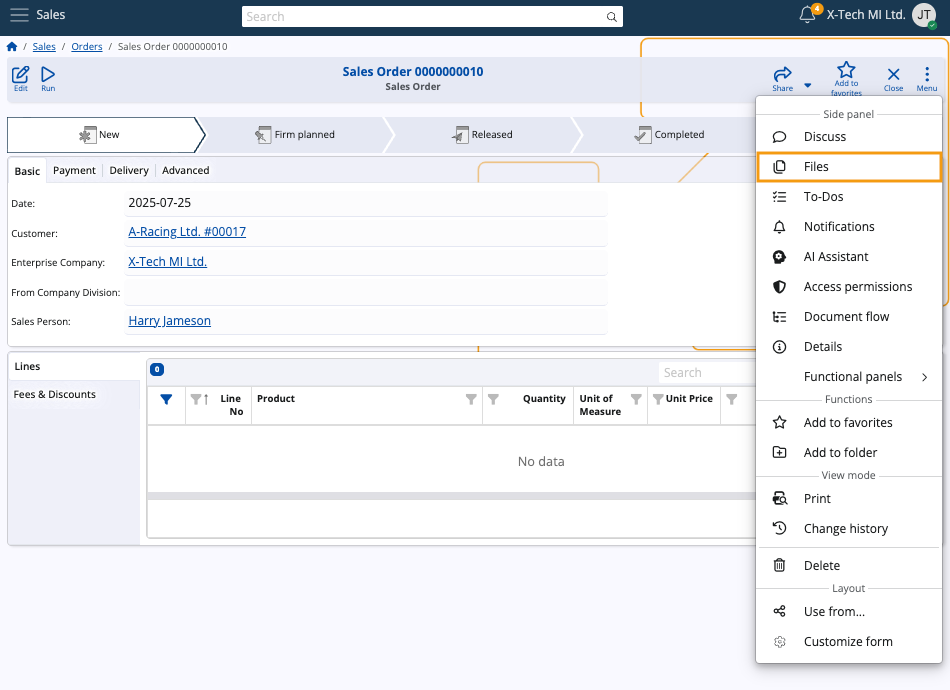 Sales
Search
4
X-Tech MI Ltd.
JT
/ Sales / Orders / Sales Order 0000000010
Edit
Run
Sales Order 0000000010
Sales Order
Share
Add to favorites
Close
Menu
New
Firm planned
Released
Completed
Basic
Payment
Delivery
Advanced
Date:
2025-07-25
Customer:
A-Racing Ltd. #00017
Enterprise Company:
X-Tech MI Ltd.
From Company Division:
Sales Person:
Harry Jameson
Lines
Fees & Discounts
0
Search
Line No
Product
Quantity
Unit of Measure
Unit Price
No data
Side panel
Discuss
Files
To-Dos
Notifications
AI Assistant
Access permissions
Document flow
Details
Functional panels
Functions
Add to favorites
Add to folder
View mode
Print
Change history
Delete
Layout
Use from...
Customize form